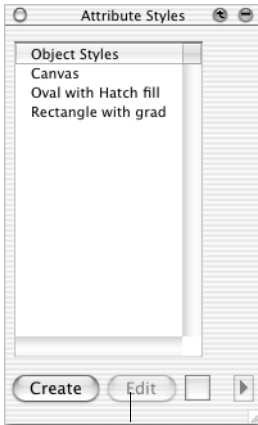 Attribute Styles
Object Styles
Canvas
Oval with Hatch fill
Rectangle with grad
Create Edit